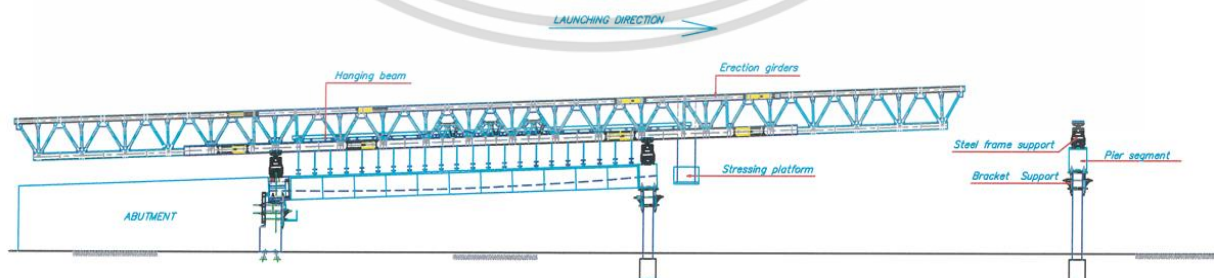 LAUNCHING DIRECTION
Hanging beam
Erection girders
Steel frame support
Pier segment
Stressing platform
Bracket Support
ABUTMENT